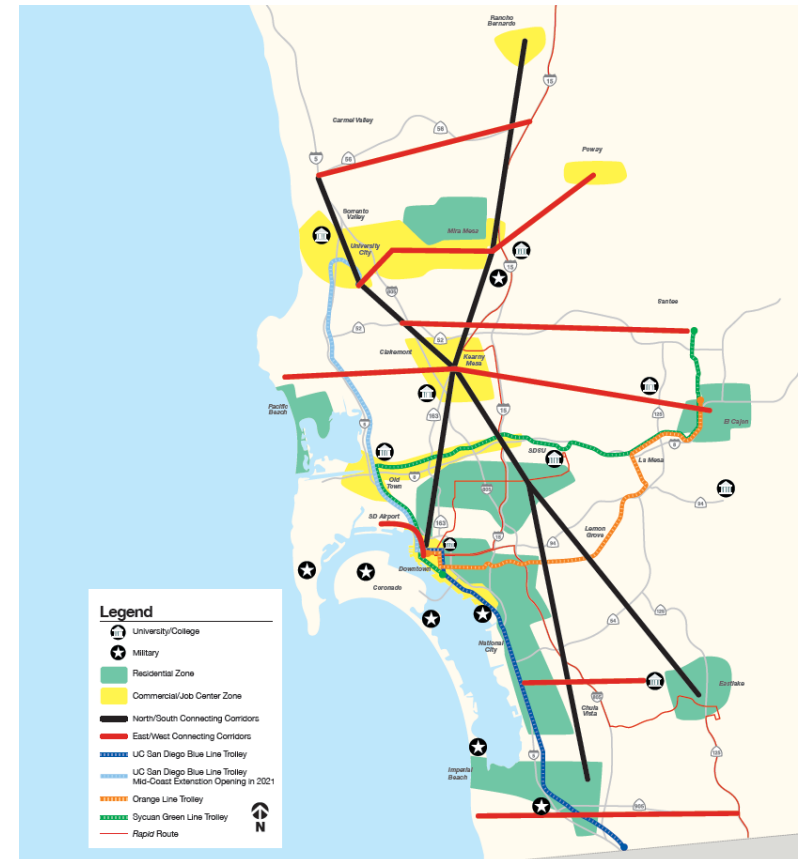 Rancho
Bernardo
15
Carmel Valley
56
5
56
Poway
Sorrento
Valley
Mira Mesa
University
City
15
805
Santee
52
52
Clairemont
Kearny
Mesa
Pacific
Beach
163
15
125
El Cajon
5
SDSU
8
La Mesa
Old
Town
8
805
94
SD Airport
163
15
94
Lemon
Grove
Downtown
Coronado
54
125
National
City
Eastlake
805
Chula
Vista
5
125
Imperial
Beach
905
Legend
University/College
Military
Residential Zone
Commercial/Job Center Zone
North/South Connecting Corridors
East/West Connecting Corridors
UC San Diego Blue Line Trolley
UC San Diego Blue Line Trolley
Mid-Coast Extenstion Opening in 2021
Orange Line Trolley
Sycuan Green Line Trolley
Rapid Route
N